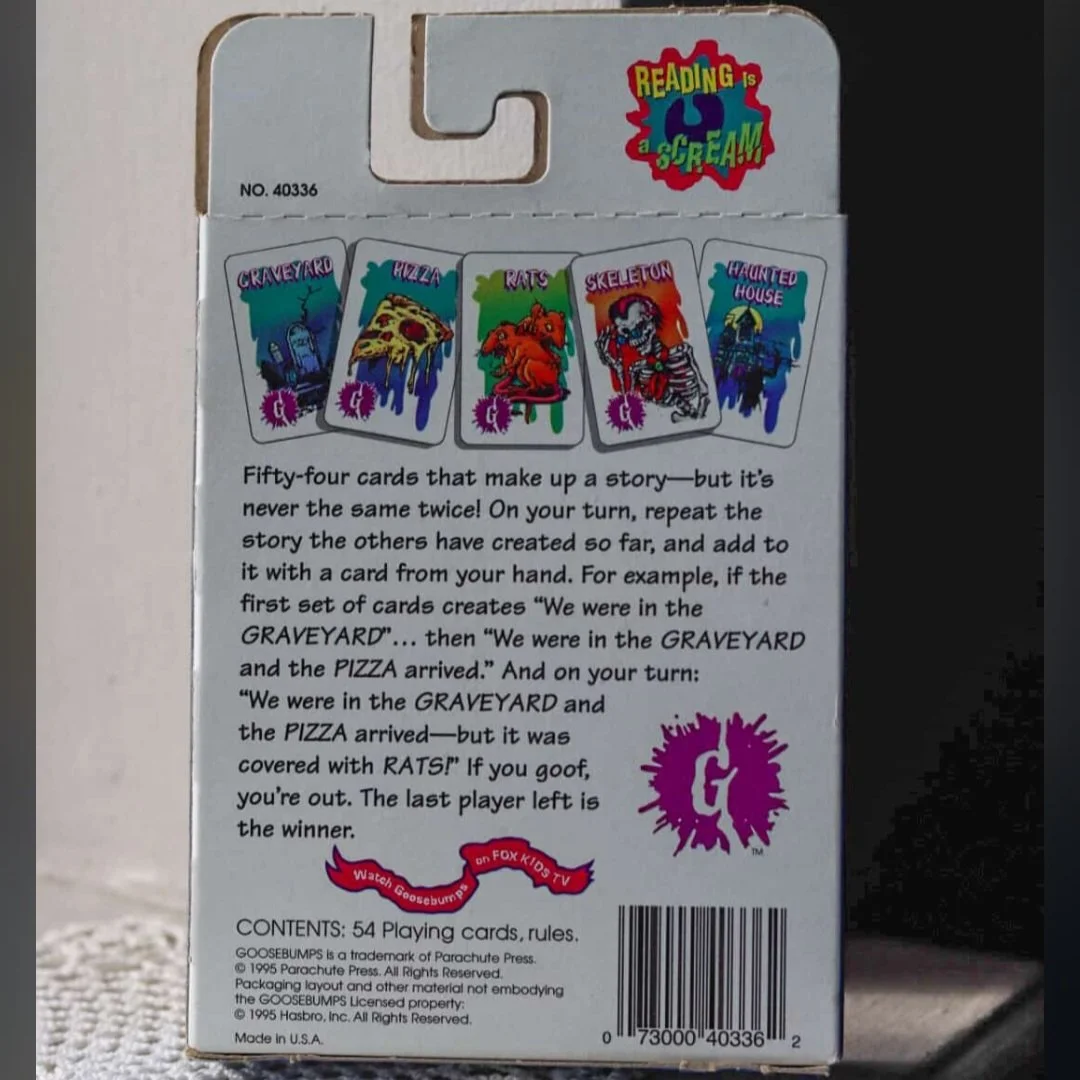 READING IS
a SCREAM
NO. 40336
GRAVEYARD
PIZZA
RATS
SKELETON
HAUNTED
HOUSE
G
G
G
G
Fifty-four cards that make up a story—but it's
never the same twice! On your turn, repeat the
story the others have created so far, and add to
it with a card from your hand. For example, if the
first set of cards creates “We were in the
GRAVEYARD”... then “We were in the GRAVEYARD
and the PIZZA arrived.” And on your turn:
“We were in the GRAVEYARD and
the PIZZA arrived—but it was
covered with RATS!” If you goof,
you're out. The last player left is
the winner.
G
TM
Watch Goosebumps on FOX KIDS TV
CONTENTS: 54 Playing cards, rules.
GOOSEBUMPS is a trademark of Parachute Press.
© 1995 Parachute Press. All Rights Reserved.
Packaging layout and other material not embodying
the GOOSEBUMPS Licensed property:
© 1995 Hasbro, Inc. All Rights Reserved.
Made in U.S.A.
0 73000 40336 2